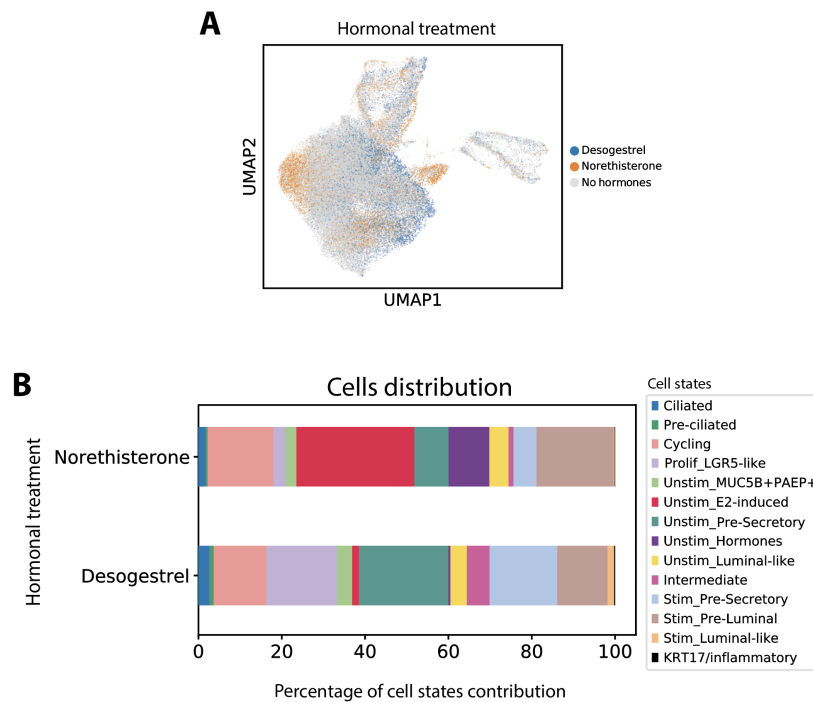 A
Hormonal treatment
UMAP2
UMAP1
Desogestrel
Norethisterone
No hormones
B
Cells distribution
Hormonal treatment
Norethisterone
Desogestrel
0 20 40 60 80 100
Percentage of cell states contribution
Cell states
Ciliated
Pre-ciliated
Cycling
Prolif_LGR5-like
Unstim_MUC5B+PAEP+
Unstim_E2-induced
Unstim_Pre-Secretory
Unstim_Hormones
Unstim_Luminal-like
Intermediate
Stim_Pre-Secretory
Stim_Pre-Luminal
Stim_Luminal-like
KRT17/inflammatory